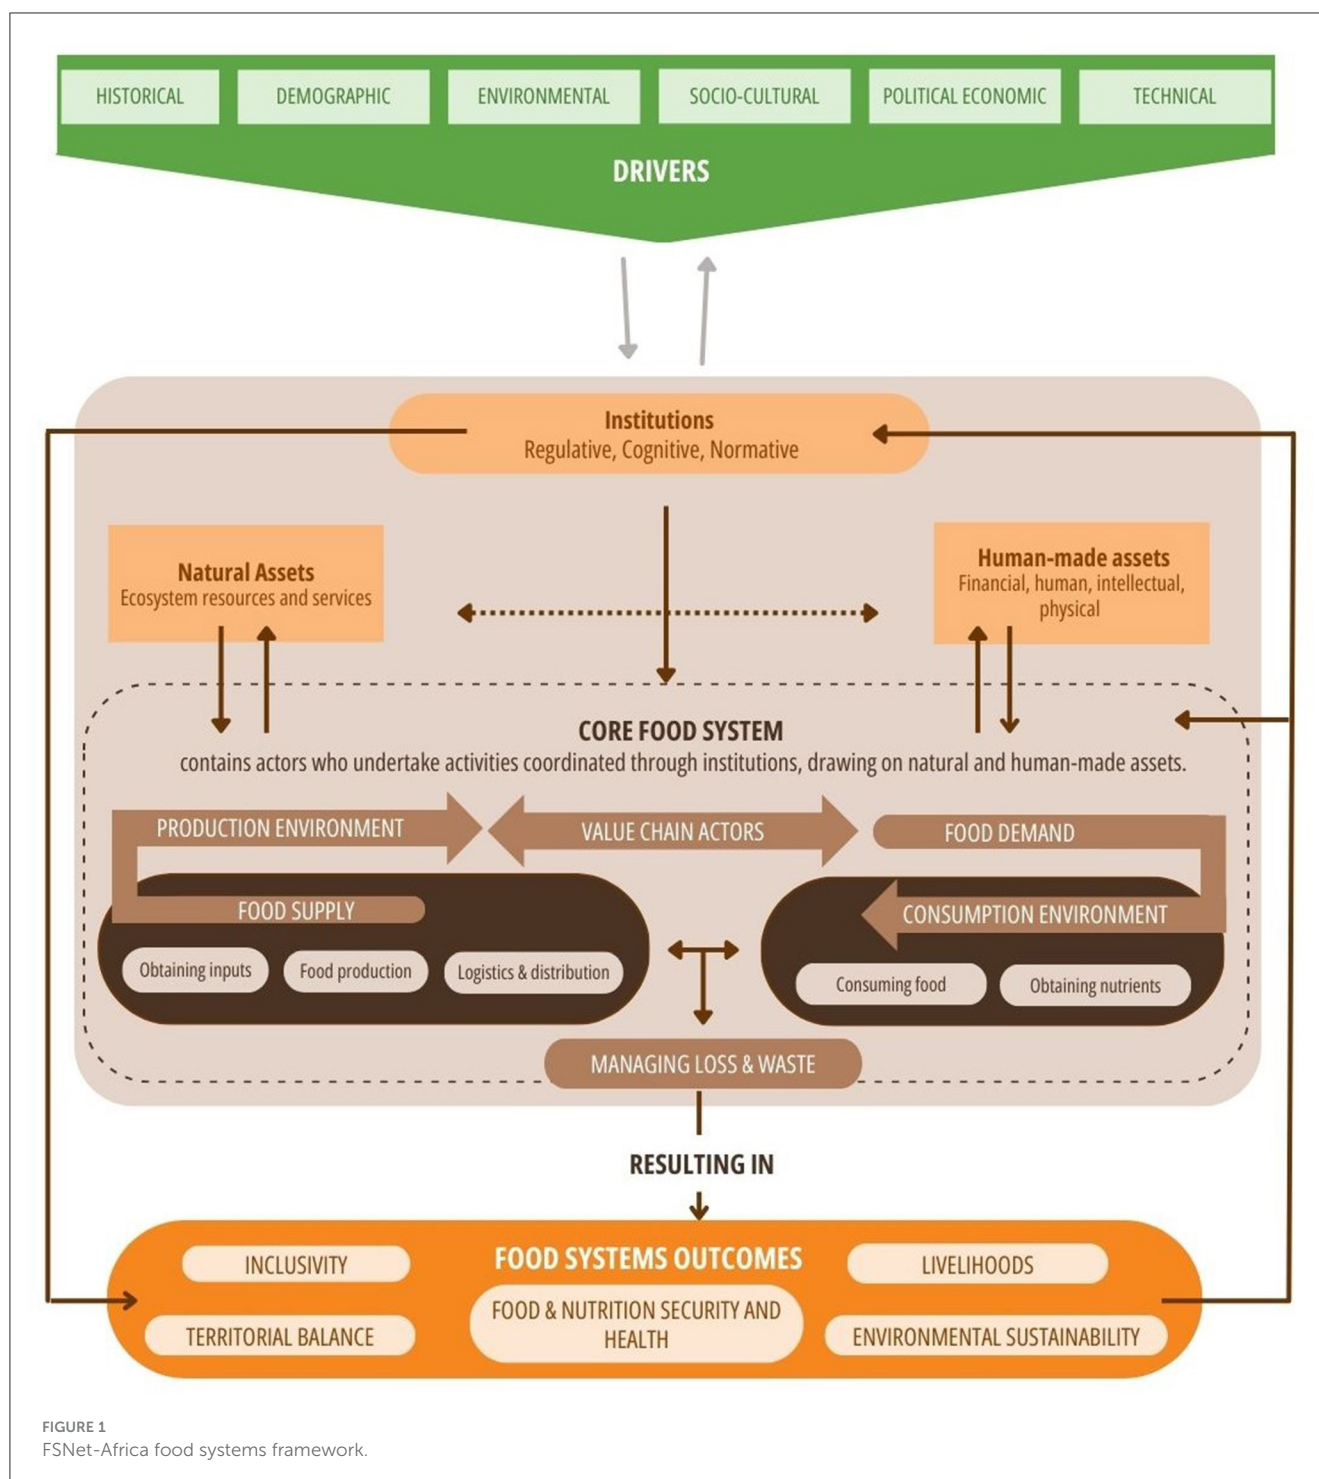 HISTORICAL
DEMOGRAPHIC
ENVIRONMENTAL
SOCIO-CULTURAL
POLITICAL ECONOMIC
TECHNICAL
DRIVERS
Institutions
Regulative, Cognitive, Normative
Natural Assets
Ecosystem resources and services
Human-made assets
Financial, human, intellectual,
physical
CORE FOOD SYSTEM
contains actors who undertake activities coordinated through institutions, drawing on natural and human-made assets.
PRODUCTION ENVIRONMENT
VALUE CHAIN ACTORS
FOOD DEMAND
FOOD SUPPLY
CONSUMPTION ENVIRONMENT
Obtaining inputs
Food production
Logistics & distribution
Consuming food
Obtaining nutrients
MANAGING LOSS & WASTE
RESULTING IN
FOOD SYSTEMS OUTCOMES
INCLUSIVITY
LIVELIHOODS
FOOD & NUTRITION SECURITY AND
HEALTH
TERRITORIAL BALANCE
ENVIRONMENTAL SUSTAINABILITY
FIGURE 1
FSNet-Africa food systems framework.